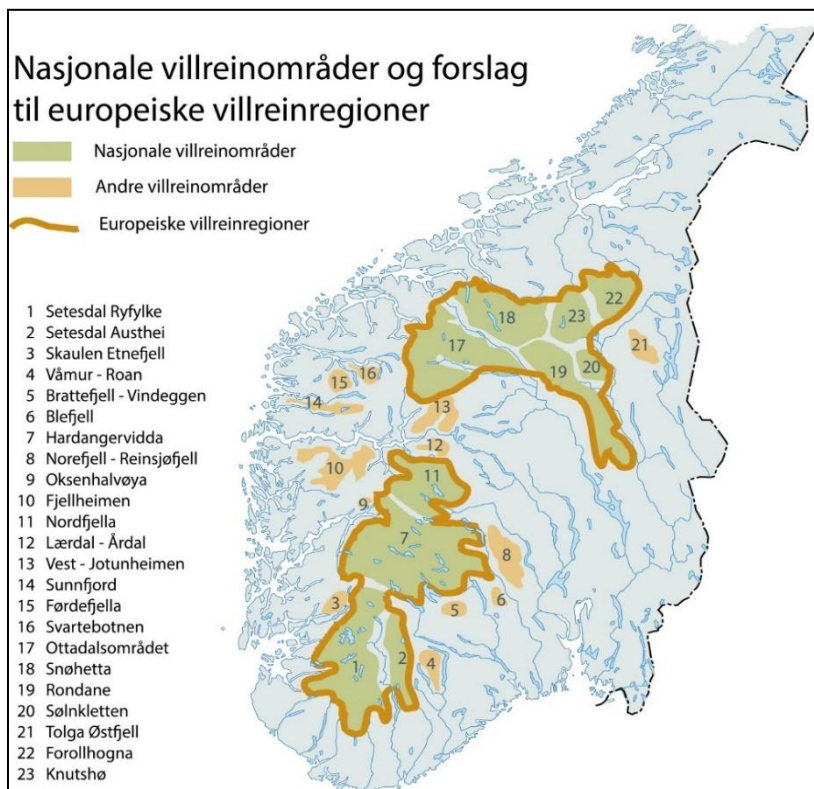 Nasjonale villreinområder og forslag
til europeiske villreinregioner
Nasjonale villreinområder
Andre villreinområder
Europeiske villreinregioner
1 Setesdal Ryfylke
2 Setesdal Austhei
3 Skaulen Etnefjell
4 Våmur - Roan
5 Brattefjell - Vindeggen
6 Blefjell
7 Hardangervidda
8 Norefjell - Reinsjøfjell
9 Oksenhalvøya
10 Fjellheimen
11 Nordfjella
12 Lærdal - Årdal
13 Vest - Jotunheimen
14 Sunnfjord
15 Førdefjella
16 Svartebotnen
17 Ottadalsområdet
18 Snøhetta
19 Rondane
20 Sølnkletten
21 Tolga Østfjell
22 Forollhogna
23 Knutshø
22
18
23
17
21
16
15
19
20
14
13
12
10
11
9
7
8
6
3
5
2
4
1